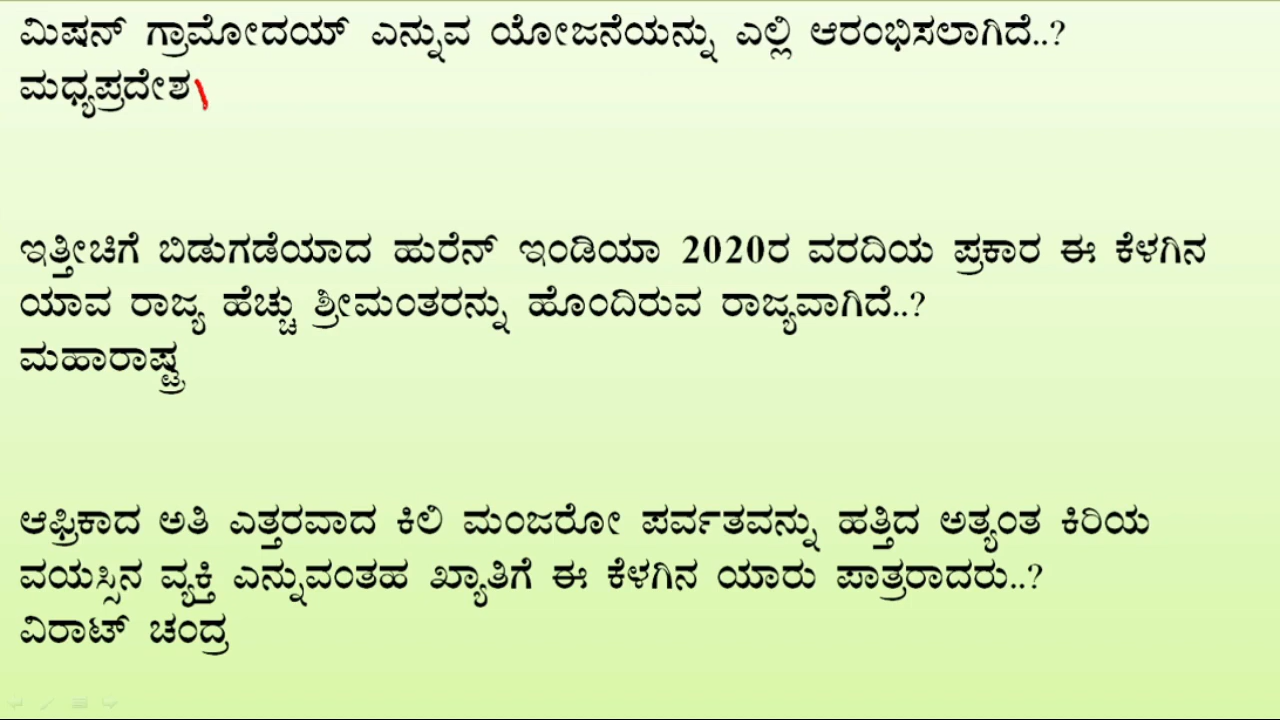 ಮಿಷನ್ ಗ್ರಾಮೋದಯ್ ಎನ್ನುವ ಯೋಜನೆಯನ್ನು ಎಲ್ಲಿ ಆರಂಭಿಸಲಾಗಿದೆ..?
ಮಧ್ಯಪ್ರದೇಶ
ಇತ್ತೀಚಿಗೆ ಬಿಡುಗಡೆಯಾದ ಹುರೆನ್ ಇಂಡಿಯಾ 2020ರ ವರದಿಯ ಪ್ರಕಾರ ಈ ಕೆಳಗಿನ
ಯಾವ ರಾಜ್ಯ ಹೆಚ್ಚು ಶ್ರೀಮಂತರನ್ನು ಹೊಂದಿರುವ ರಾಜ್ಯವಾಗಿದೆ..?
ಮಹಾರಾಷ್ಟ್ರ
ಆಫ್ರಿಕಾದ ಅತಿ ಎತ್ತರವಾದ ಕಿಲಿ ಮಂಜರೋ ಪರ್ವತವನ್ನು ಹತ್ತಿದ ಅತ್ಯಂತ ಕಿರಿಯ
ವಯಸ್ಸಿನ ವ್ಯಕ್ತಿ ಎನ್ನುವಂತಹ ಖ್ಯಾತಿಗೆ ಈ ಕೆಳಗಿನ ಯಾರು ಪಾತ್ರರಾದರು..?
ವಿರಾಟ್ ಚಂದ್ರ